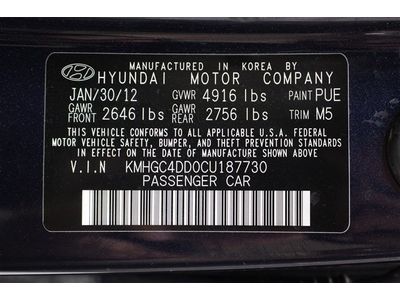 MANUFACTURED IN KOREA BY
HYUNDAI MOTOR COMPANY
JAN/30/12 GVWR 4916 lbs PAINT PUE
GAWR FRONT 2646 lbs GAWR REAR 2756 lbs TRIM M5
THIS VEHICLE CONFORMS TO ALL APPLICABLE U.S.A. FEDERAL
MOTOR VEHICLE SAFETY, BUMPER, AND THEFT PREVENTION
STANDARDS IN EFFECT ON THE DATE OF MANUFACTURE SHOWN ABOVE.
V.I.N KMHGC4DD0CU187730
PASSENGER CAR